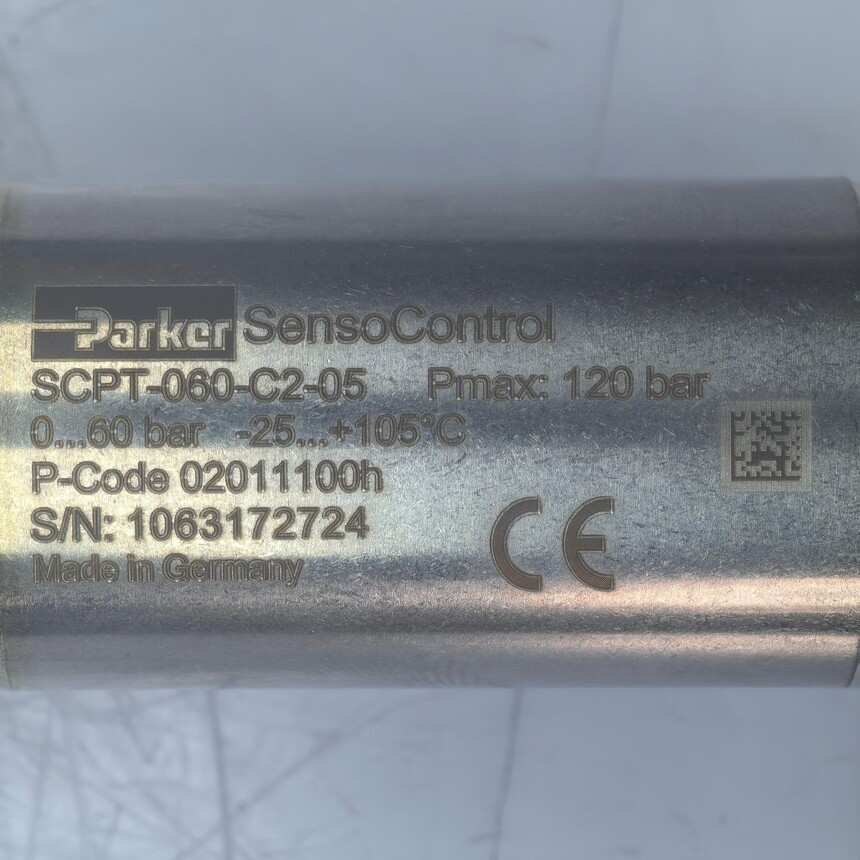 Parker SensoControl
SCPT-060-C2-05 Pmax: 120 bar
0...60 bar -25...+105°C
P-Code 02011100h
S/N: 1063172724
Made in Germany
CE